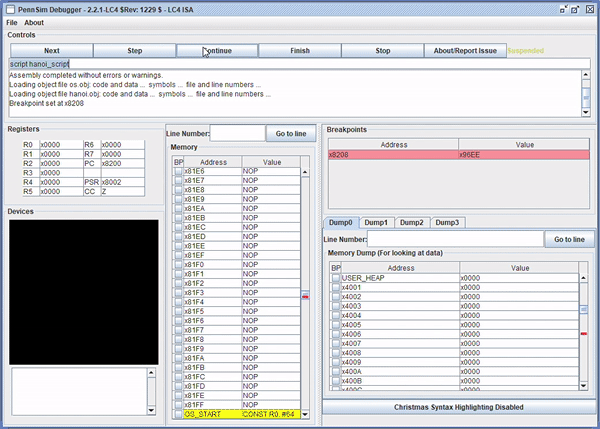 PennSim Debugger - 2.2.1-LC4 $Rev: 1229 $ - LC4 ISA
File About
Controls
Next Step Continue Finish Stop About/Report Issue Suspended
script hanoi_script
Assembly completed without errors or warnings.
Loading object file os.obj: code and data ... symbols ... file and line numbers ...
Loading object file hanoi.obj: code and data ... symbols ... file and line numbers ...
Breakpoint set at x8208
Registers
R0 x0000 R6 x0000
R1 x0000 R7 x0000
R2 x0000 PC x8200
R3 x0000
R4 x0000 PSR x8002
R5 x0000 CC Z
Devices
Line Number: Go to line
Memory
BP Address Value
x81E6 NOP
x81E7 NOP
x81E8 NOP
x81E9 NOP
x81EA NOP
x81EB NOP
x81EC NOP
x81ED NOP
x81EE NOP
x81EF NOP
x81F0 NOP
x81F1 NOP
x81F2 NOP
x81F3 NOP
x81F4 NOP
x81F5 NOP
x81F6 NOP
x81F7 NOP
x81F8 NOP
x81F9 NOP
x81FA NOP
x81FB NOP
x81FC NOP
x81FD NOP
x81FE NOP
x81FF NOP
OS_START CONST R0, #64
Breakpoints
Address Value
x8208 x96EE
Dump0 Dump1 Dump2 Dump3
Line Number: Go to line
Memory Dump (For looking at data)
BP Address Value
USER_HEAP x0000
x4001 x0000
x4002 x0000
x4003 x0000
x4004 x0000
x4005 x0000
x4006 x0000
x4007 x0000
x4008 x0000
x4009 x0000
x400A x0000
x400B x0000
x400C x0000
Christmas Syntax Highlighting Disabled